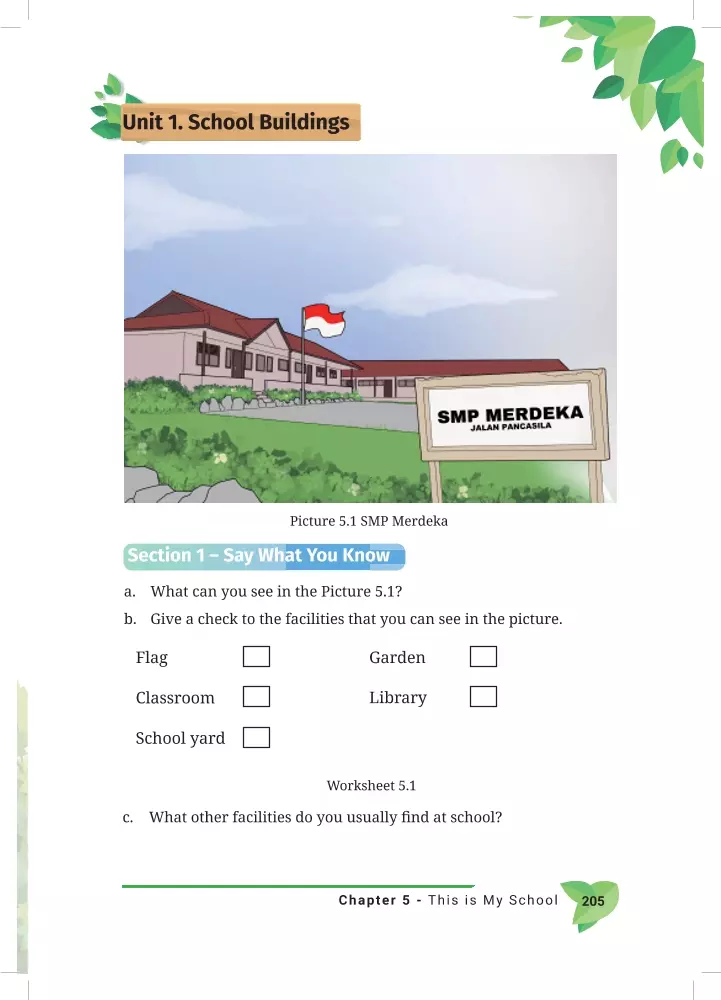 Unit 1. School Buildings
SMP MERDEKA
JALAN PANCASILA
Picture 5.1 SMP Merdeka
Section 1 – Say What You Know
a. What can you see in the Picture 5.1?
b. Give a check to the facilities that you can see in the picture.
Flag Garden
Classroom Library
School yard
Worksheet 5.1
c. What other facilities do you usually find at school?
Chapter 5 - This is My School 205